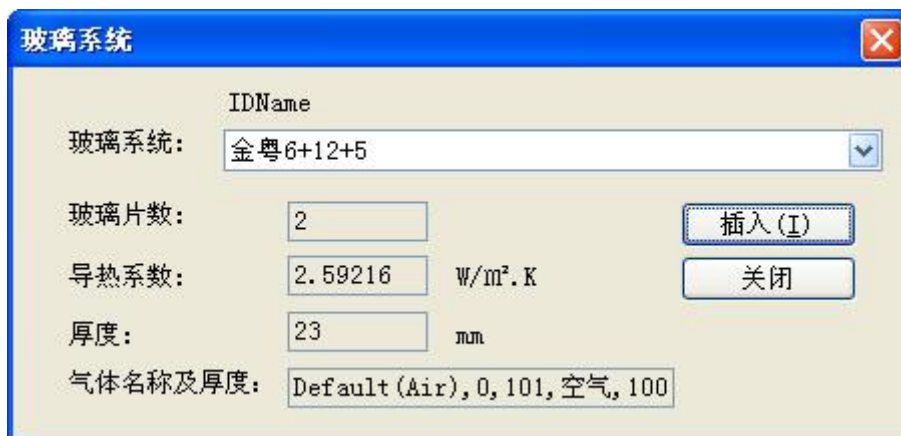 玻璃系统
IDName
玻璃系统: 金粤6+12+5
玻璃片数: 2 插入(I)
导热系数: 2.59216 W/m².K 关闭
厚度: 23 mm
气体名称及厚度: Default(Air),0,101,空气,100